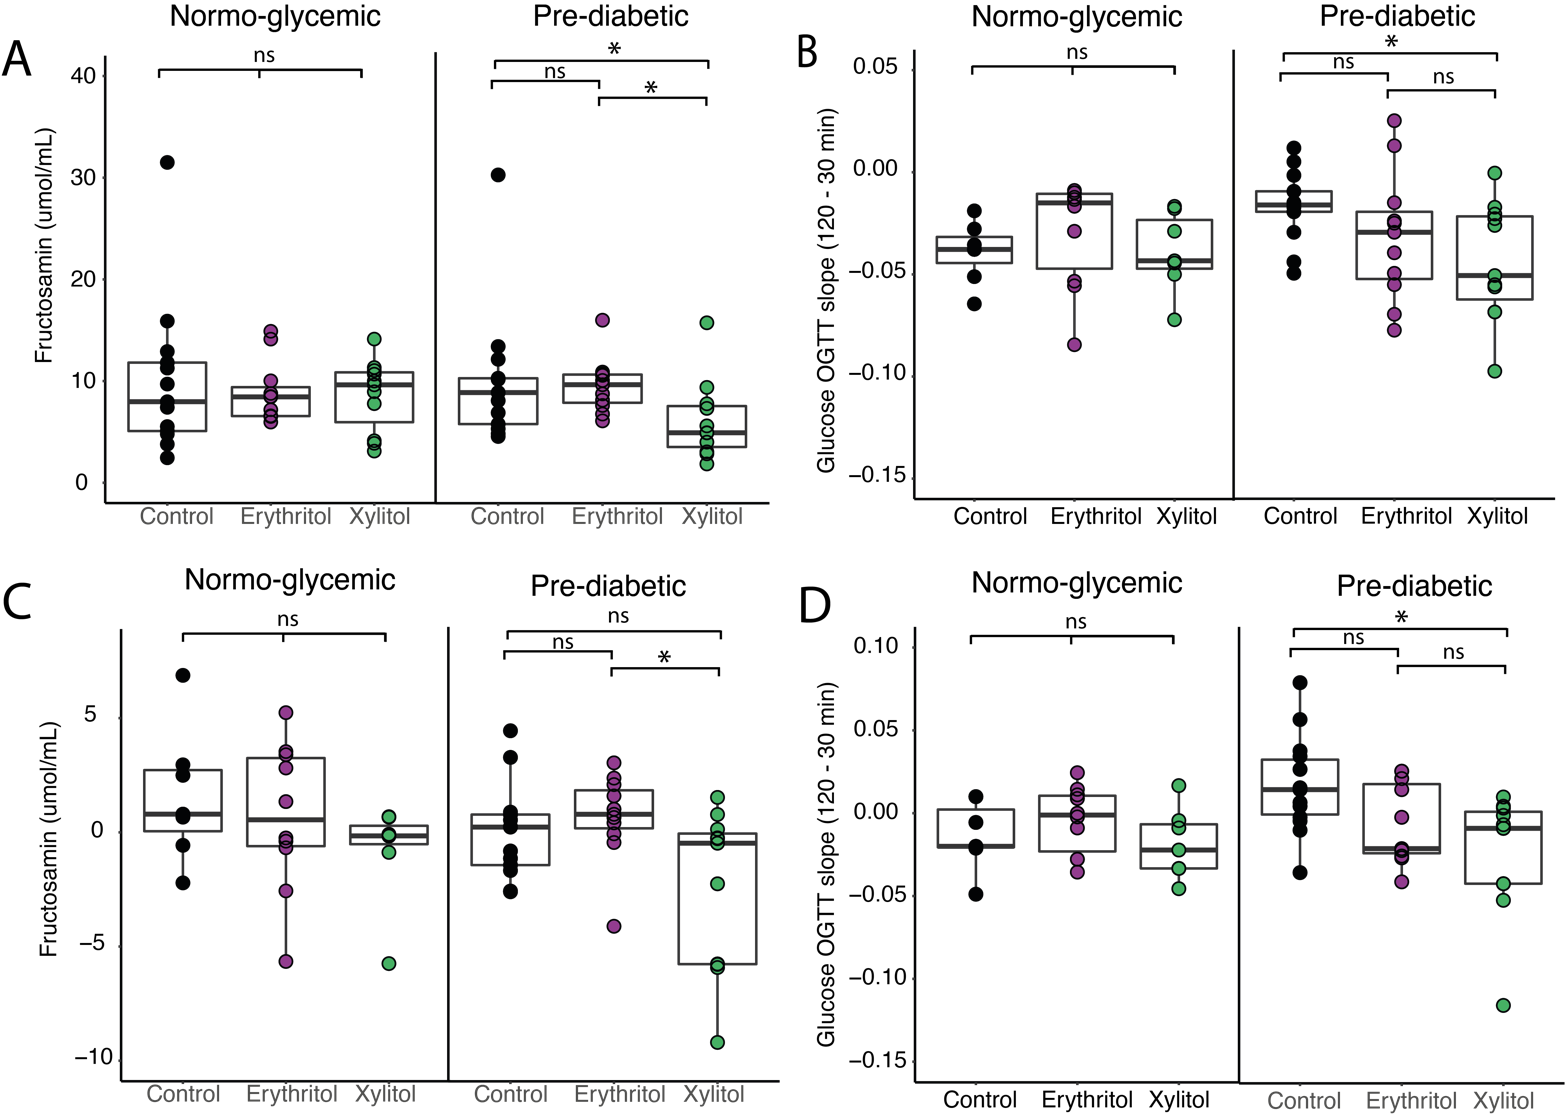 A
Normo-glycemic
Pre-diabetic
ns
*
ns
*
Fructosamin (umol/mL)
40
30
20
10
0
Control Erythritol Xylitol
Control Erythritol Xylitol
B
Normo-glycemic
Pre-diabetic
ns
*
ns
ns
Glucose OGTT slope (120 - 30 min)
0.05
0.00
−0.05
−0.10
−0.15
Control Erythritol Xylitol
Control Erythritol Xylitol
C
Normo-glycemic
Pre-diabetic
ns
ns
ns
*
Fructosamin (umol/mL)
5
0
−5
−10
Control Erythritol Xylitol
Control Erythritol Xylitol
D
Normo-glycemic
Pre-diabetic
ns
*
ns
ns
Glucose OGTT slope (120 - 30 min)
0.10
0.05
0.00
−0.05
−0.10
−0.15
Control Erythritol Xylitol
Control Erythritol Xylitol